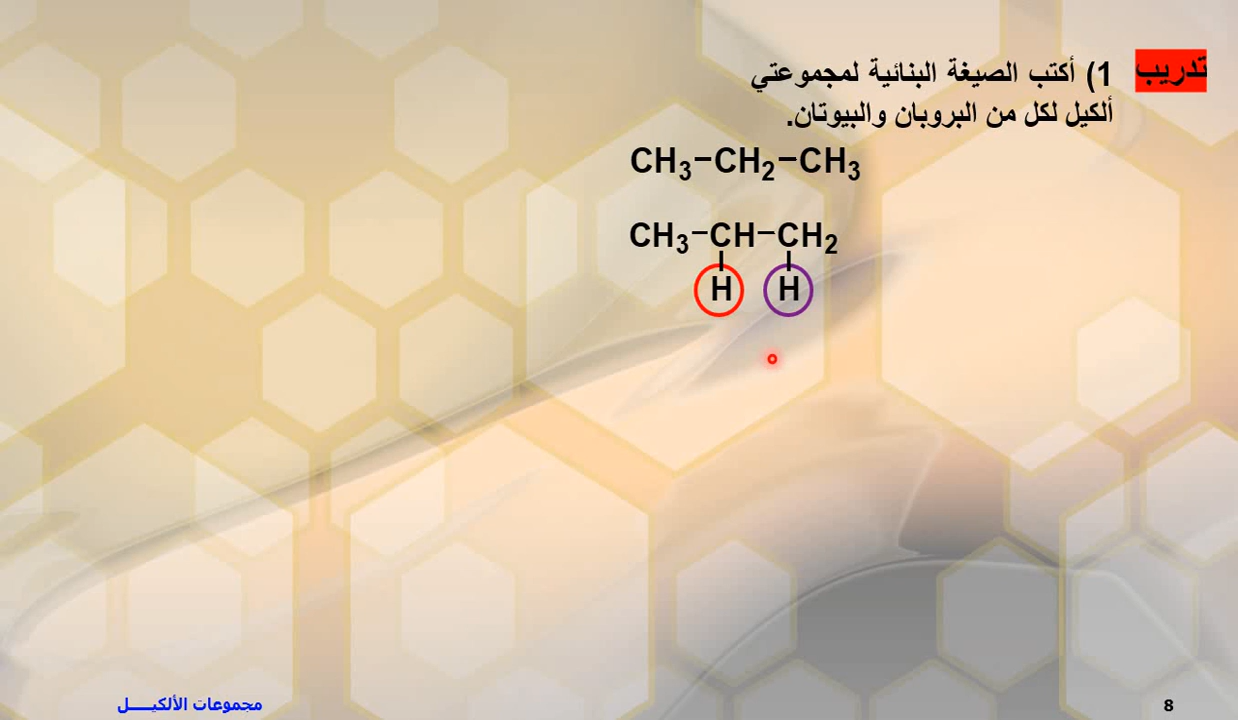 تدريب
1) أكتب الصيغة البنائية لمجموعتي
ألكيل لكل من البروبان والبيوتان.
CH₃–CH₂–CH₃
CH₃–CH–CH₂
H H
مجموعات الألكيــــل
8